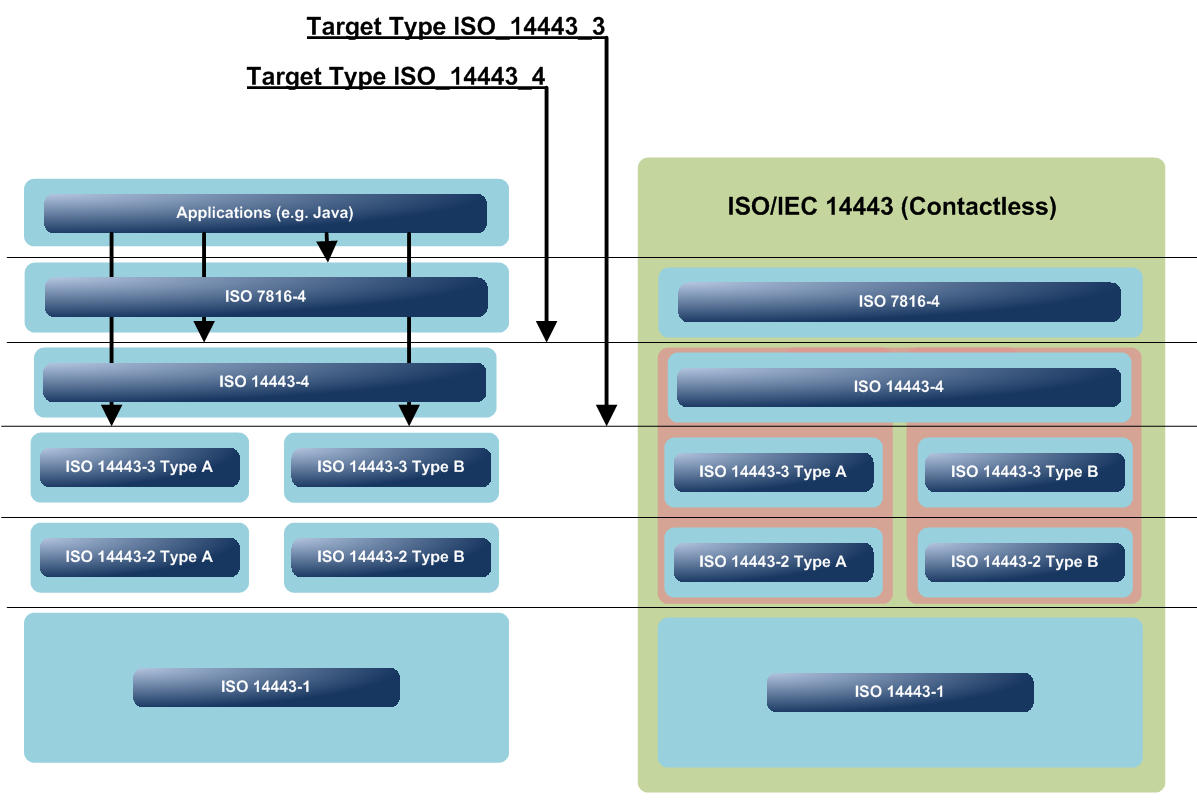 Target Type ISO_14443_3
Target Type ISO_14443_4
Applications (e.g. Java)
ISO 7816-4
ISO 14443-4
ISO 14443-3 Type A
ISO 14443-3 Type B
ISO 14443-2 Type A
ISO 14443-2 Type B
ISO 14443-1
ISO/IEC 14443 (Contactless)
ISO 7816-4
ISO 14443-4
ISO 14443-3 Type A
ISO 14443-3 Type B
ISO 14443-2 Type A
ISO 14443-2 Type B
ISO 14443-1